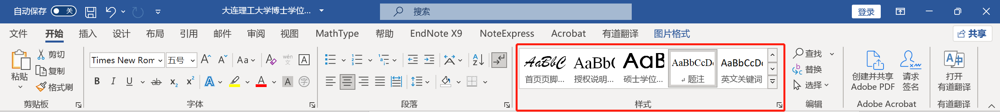 自动保存 关 大连理工大学博士学位... 搜索 登录
文件 开始 插入 设计 布局 引用 邮件 审阅 视图 MathType 帮助 EndNote X9 NoteExpress Acrobat 有道翻译 图片格式 共享
粘贴
剪切
复制
格式刷
剪贴板
Times New Ron 五号 A A Aa A wén 文 A
B I U ab x2 x2 A A A 字
字体
A Z
段落
AaBbC AaBb( AaB AaBbCcD AaBbCcD
首页页脚... 授权说明... 硕士学位... 题注 英文关键词
样式
查找
替换
选择
编辑
创建并共享
Adobe PDF
请求
签名
Adobe Acrobat
打开
有道翻译
有道翻译